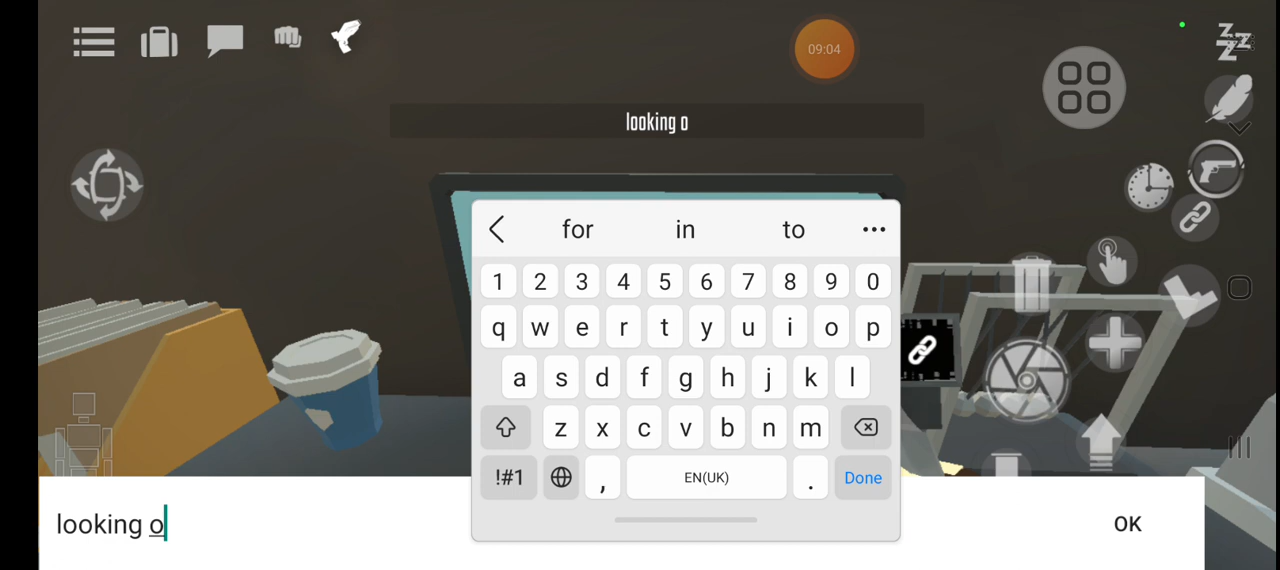 09:04
looking o
for in to
1 2 3 4 5 6 7 8 9 0
q w e r t y u i o p
a s d f g h j k l
z x c v b n m
!#1 , EN(UK) . Done
looking o OK